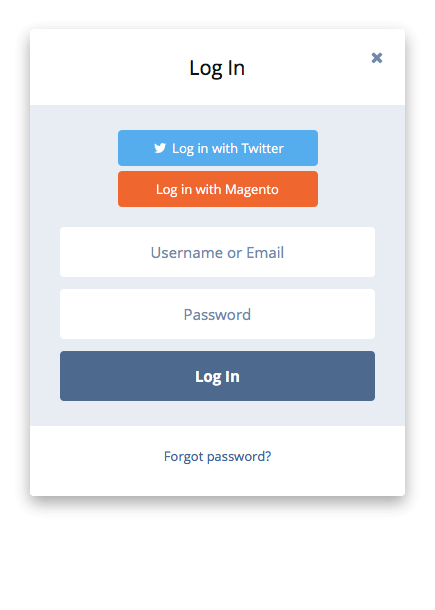 Log In
Log in with Twitter
Log in with Magento
Username or Email
Password
Log In
Forgot password?